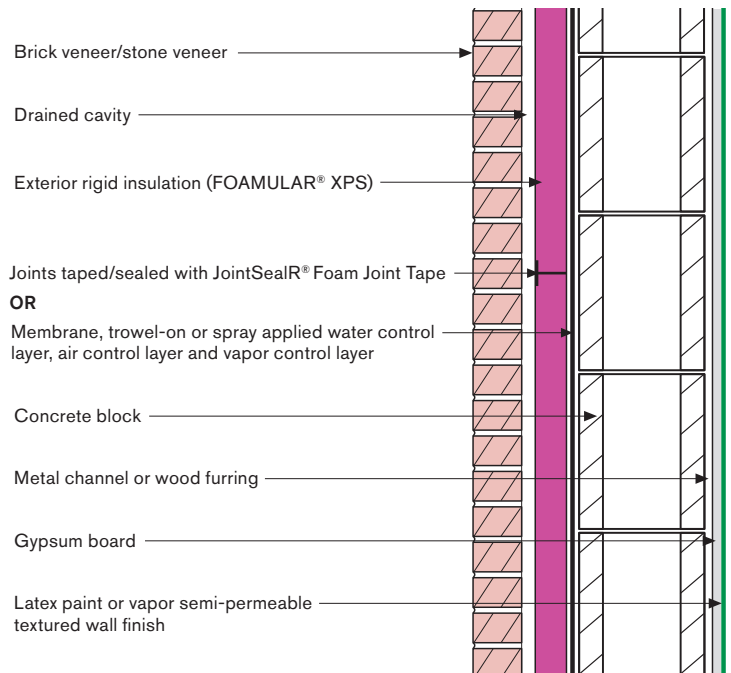 Brick veneer/stone veneer
Drained cavity
Exterior rigid insulation (FOAMULAR® XPS)
Joints taped/sealed with JointSealR® Foam Joint Tape
OR
Membrane, trowel-on or spray applied water control
layer, air control layer and vapor control layer
Concrete block
Metal channel or wood furring
Gypsum board
Latex paint or vapor semi-permeable
textured wall finish